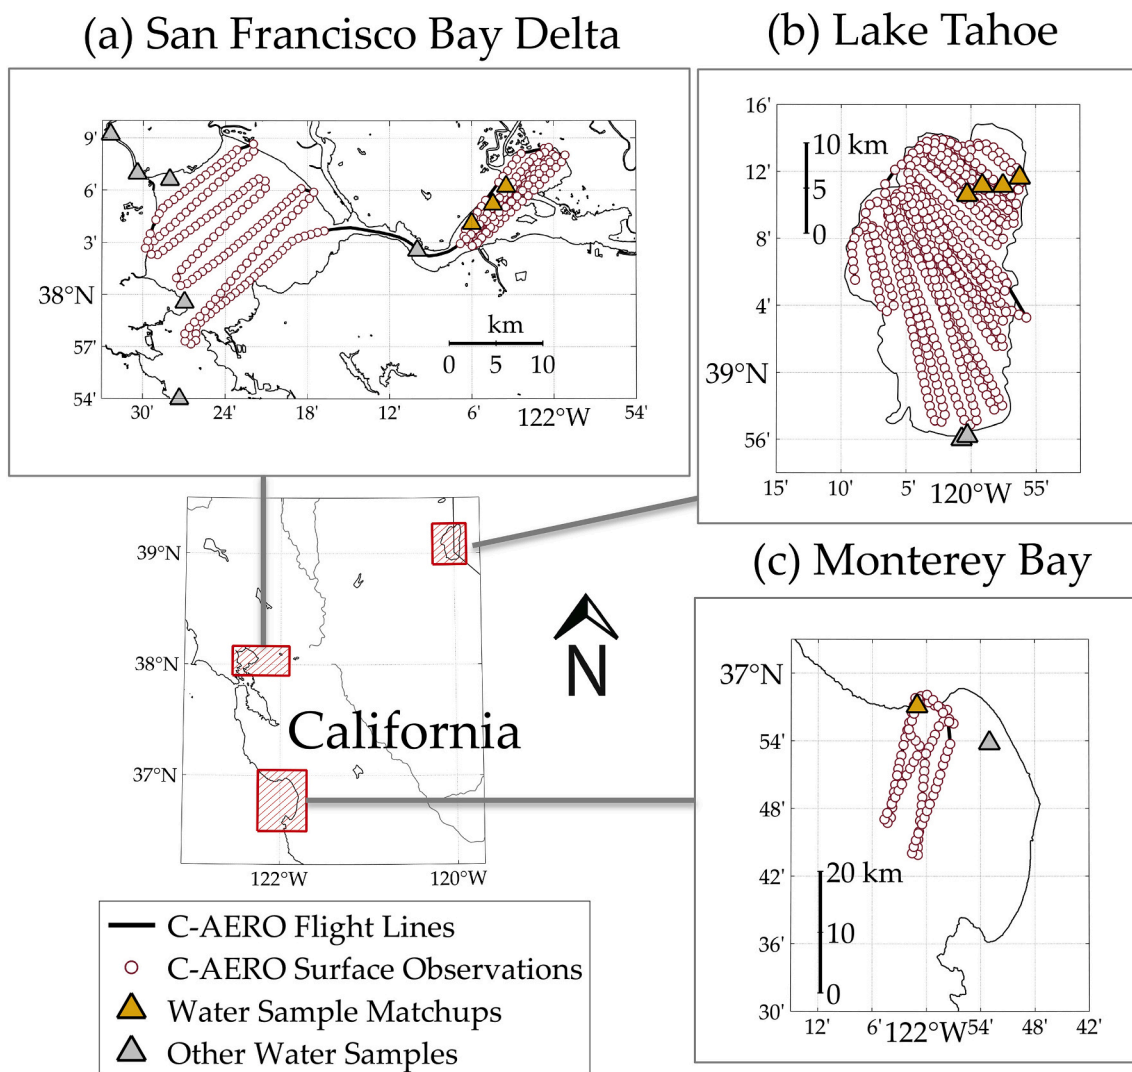 (a) San Francisco Bay Delta
9'
6'
3'
38°N
57'
54'
30'
24'
18'
12'
6'
122°W
54'
km
0
5
10
(b) Lake Tahoe
16'
12'
8'
4'
39°N
56'
15'
10'
5'
120°W
55'
10 km
5
0
39°N
38°N
37°N
122°W
120°W
California
N
(c) Monterey Bay
37°N
54'
48'
42'
36'
30'
12'
6'
122°W
54'
48'
42'
20 km
10
0
C-AERO Flight Lines
C-AERO Surface Observations
Water Sample Matchups
Other Water Samples